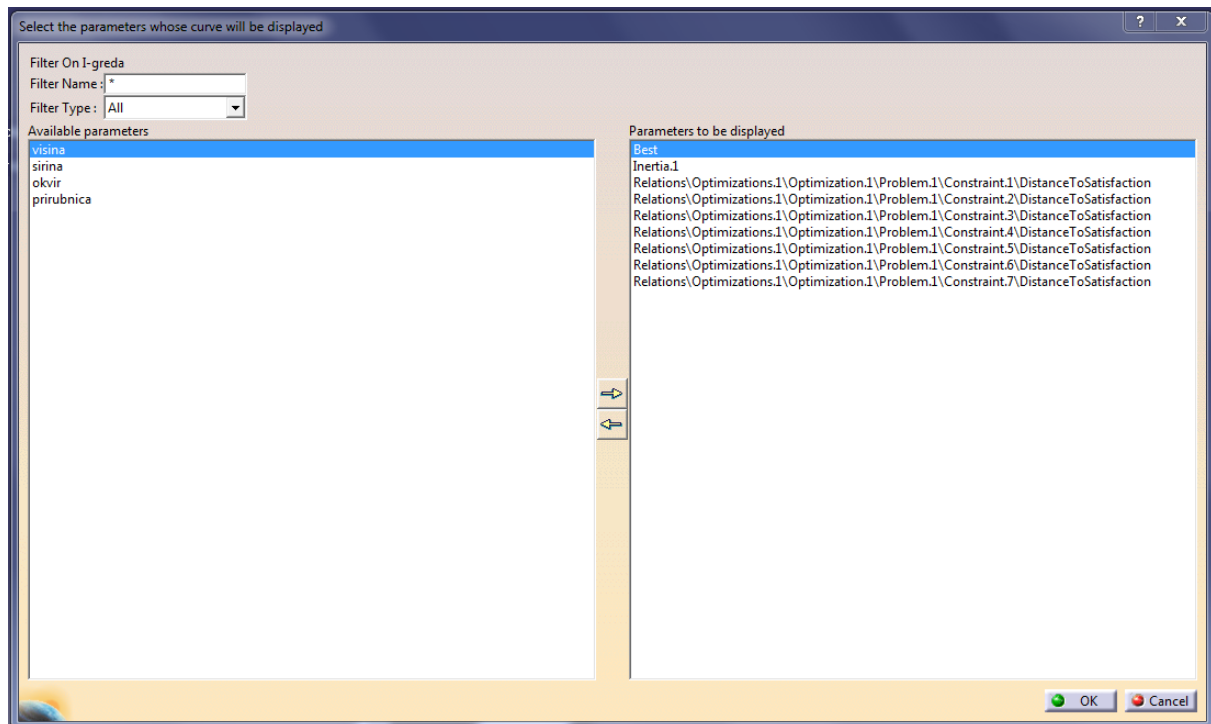 Select the parameters whose curve will be displayed
? X
Filter On I-greda
Filter Name : *
Filter Type : All
Available parameters
visina
sirina
okvir
prirubnica
Parameters to be displayed
Best
Inertia.1
Relations\Optimizations.1\Optimization.1\Problem.1\Constraint.1\DistanceToSatisfaction
Relations\Optimizations.1\Optimization.1\Problem.1\Constraint.2\DistanceToSatisfaction
Relations\Optimizations.1\Optimization.1\Problem.1\Constraint.3\DistanceToSatisfaction
Relations\Optimizations.1\Optimization.1\Problem.1\Constraint.4\DistanceToSatisfaction
Relations\Optimizations.1\Optimization.1\Problem.1\Constraint.5\DistanceToSatisfaction
Relations\Optimizations.1\Optimization.1\Problem.1\Constraint.6\DistanceToSatisfaction
Relations\Optimizations.1\Optimization.1\Problem.1\Constraint.7\DistanceToSatisfaction
OK Cancel